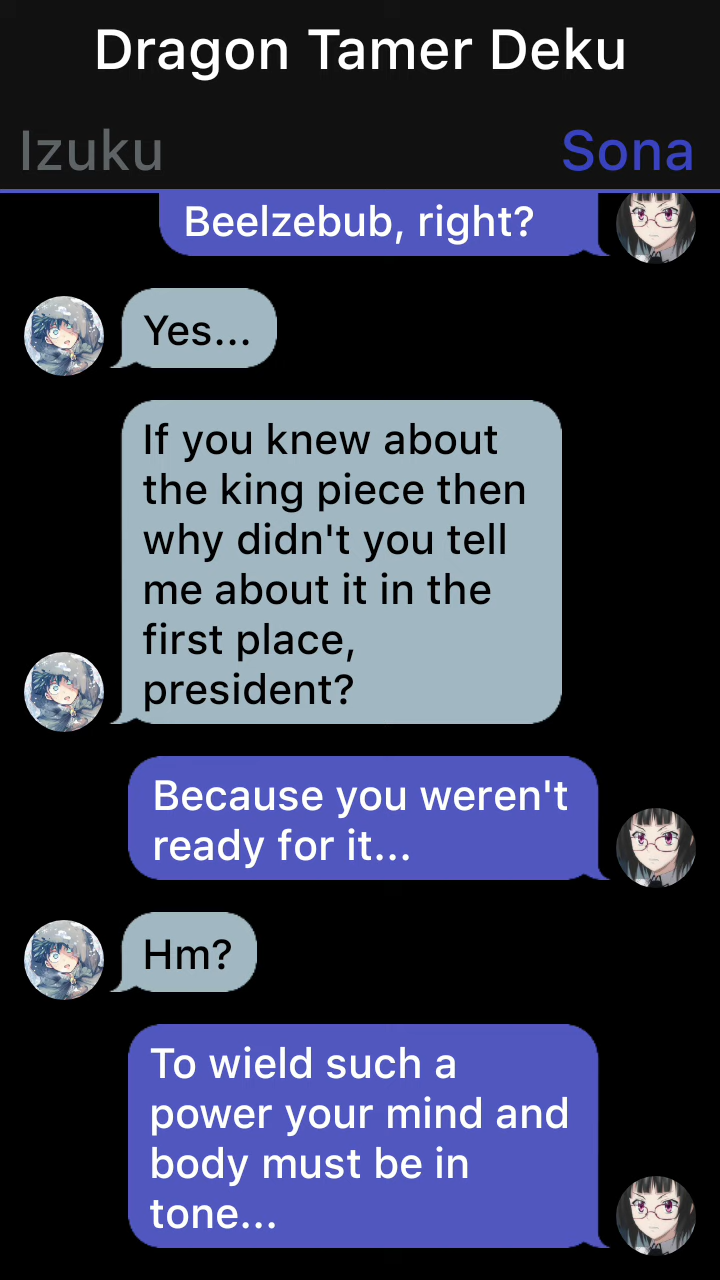 Dragon Tamer Deku
Izuku
Sona
Beelzebub, right?
Yes...
If you knew about
the king piece then
why didn't you tell
me about it in the
first place,
president?
Because you weren't
ready for it...
Hm?
To wield such a
power your mind and
body must be in
tone...